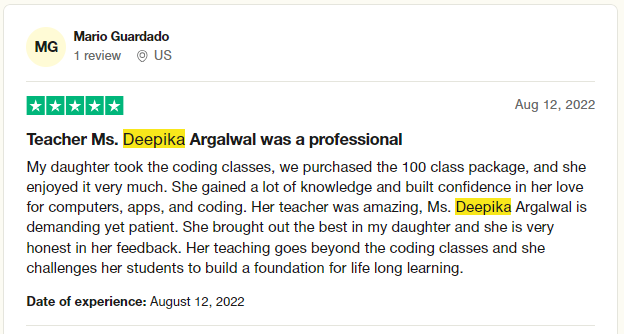 MG
Mario Guardado
1 review US
Aug 12, 2022
Teacher Ms. Deepika Argalwal was a professional
My daughter took the coding classes, we purchased the 100 class package, and she
enjoyed it very much. She gained a lot of knowledge and built confidence in her love
for computers, apps, and coding. Her teacher was amazing, Ms. Deepika Argalwal is
demanding yet patient. She brought out the best in my daughter and she is very
honest in her feedback. Her teaching goes beyond the coding classes and she
challenges her students to build a foundation for life long learning.
Date of experience: August 12, 2022